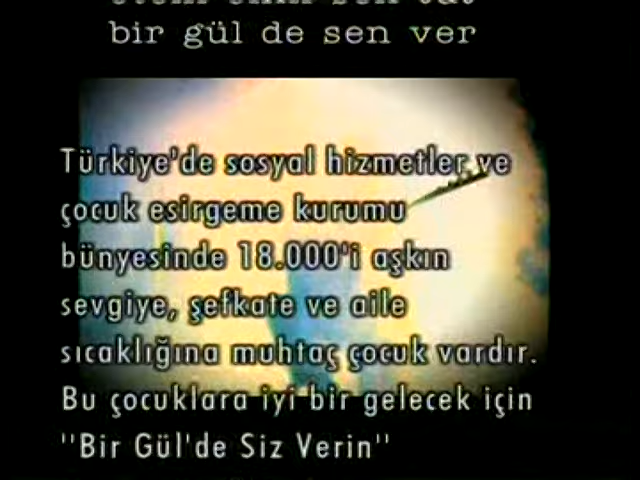 bir gül de sen ver
Türkiye'de sosyal hizmetler ve
çocuk esirgeme kurumu
bünyesinde 18.000'i aşkın
sevgiye, şefkate ve aile
sıcaklığına muhtaç çocuk vardır.
Bu çocuklara iyi bir gelecek için
"Bir Gül'de Siz Verin"